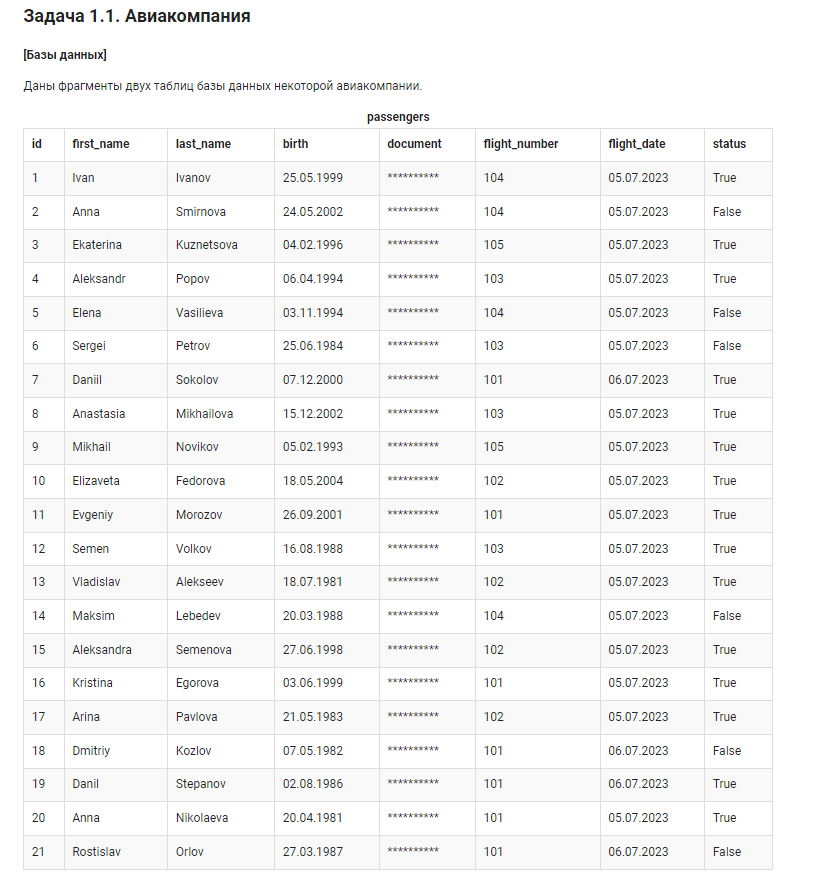 Задача 1.1. Авиакомпания
[Базы данных]
Даны фрагменты двух таблиц базы данных некоторой авиакомпании.
passengers
id first_name last_name birth document flight_number flight_date status
1 Ivan Ivanov 25.05.1999 ********** 104 05.07.2023 True
2 Anna Smirnova 24.05.2002 ********** 104 05.07.2023 False
3 Ekaterina Kuznetsova 04.02.1996 ********** 105 05.07.2023 True
4 Aleksandr Popov 06.04.1994 ********** 103 05.07.2023 True
5 Elena Vasilieva 03.11.1994 ********** 104 05.07.2023 False
6 Sergei Petrov 25.06.1984 ********** 103 05.07.2023 False
7 Daniil Sokolov 07.12.2000 ********** 101 06.07.2023 True
8 Anastasia Mikhailova 15.12.2002 ********** 103 05.07.2023 True
9 Mikhail Novikov 05.02.1993 ********** 105 05.07.2023 True
10 Elizaveta Fedorova 18.05.2004 ********** 102 05.07.2023 True
11 Evgeniy Morozov 26.09.2001 ********** 101 05.07.2023 True
12 Semen Volkov 16.08.1988 ********** 103 05.07.2023 True
13 Vladislav Alekseev 18.07.1981 ********** 102 05.07.2023 True
14 Maksim Lebedev 20.03.1988 ********** 104 05.07.2023 False
15 Aleksandra Semenova 27.06.1998 ********** 102 05.07.2023 True
16 Kristina Egorova 03.06.1999 ********** 101 05.07.2023 True
17 Arina Pavlova 21.05.1983 ********** 102 05.07.2023 True
18 Dmitriy Kozlov 07.05.1982 ********** 101 06.07.2023 False
19 Danil Stepanov 02.08.1986 ********** 101 06.07.2023 True
20 Anna Nikolaeva 20.04.1981 ********** 101 05.07.2023 True
21 Rostislav Orlov 27.03.1987 ********** 101 06.07.2023 False